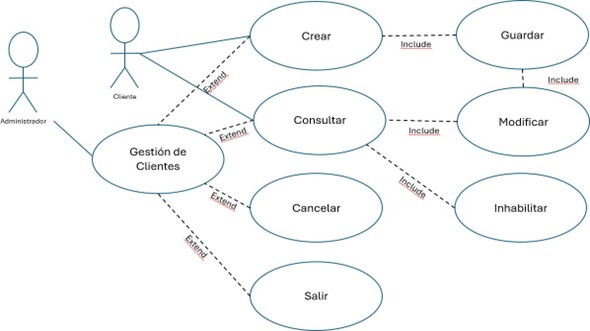 Crear
Include
Guardar
Extend
Include
Cliente
Administrador
Consultar
Include
Modificar
Extend
Gestión de
Clientes
Include
Extend
Cancelar
Inhabilitar
Extend
Salir